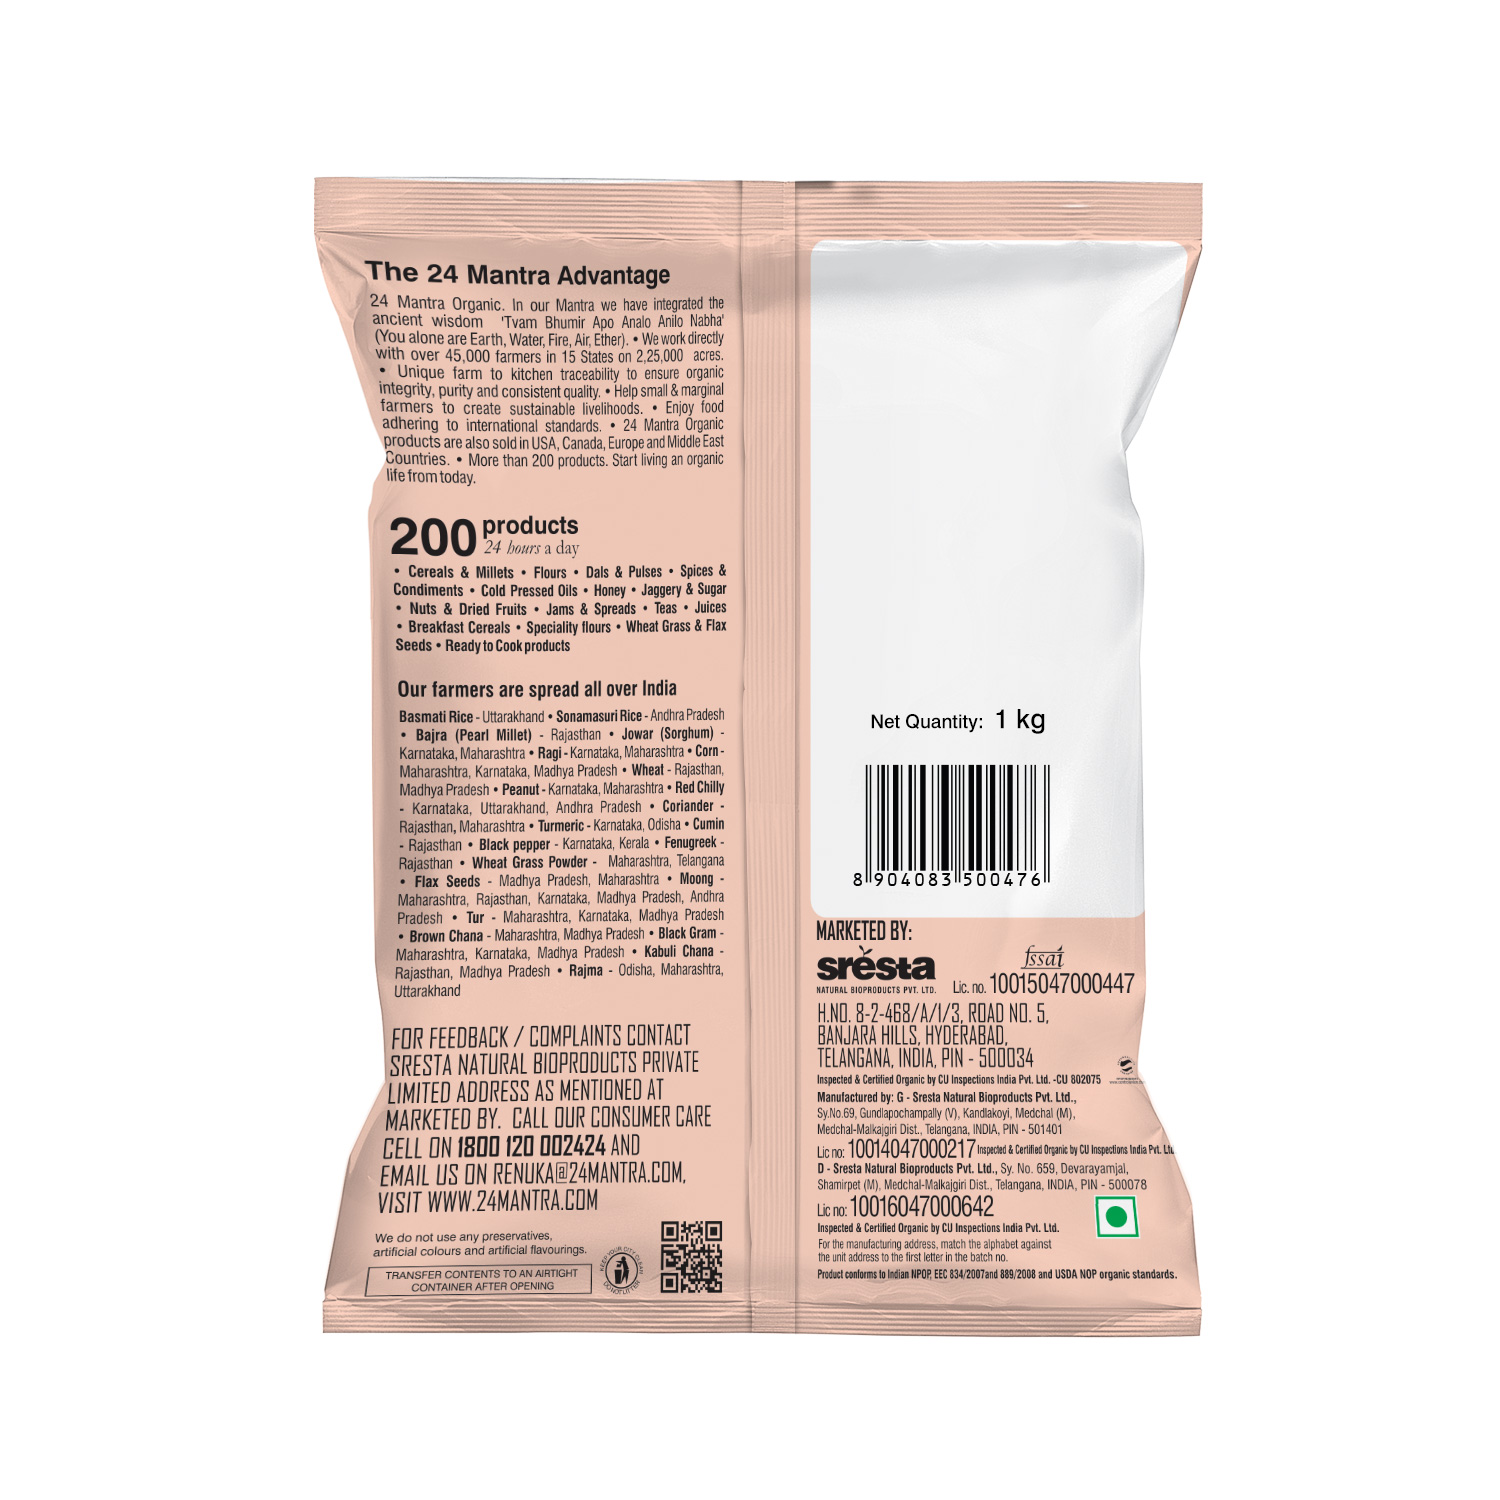 The 24 Mantra Advantage
24 Mantra Organic. In our Mantra we have integrated the
ancient wisdom 'Tvam Bhumir Apo Analo Anilo Nabha'
(You alone are Earth, Water, Fire, Air, Ether). • We work directly
with over 45,000 farmers in 15 States on 2,25,000 acres.
• Unique farm to kitchen traceability to ensure organic
integrity, purity and consistent quality. • Help small & marginal
farmers to create sustainable livelihoods. • Enjoy food
adhering to international standards. • 24 Mantra Organic
products are also sold in USA, Canada, Europe and Middle East
Countries. • More than 200 products. Start living an organic
life from today.
200 products
24 hours a day
• Cereals & Millets • Flours • Dals & Pulses • Spices &
Condiments • Cold Pressed Oils • Honey • Jaggery & Sugar
• Nuts & Dried Fruits • Jams & Spreads • Teas • Juices
• Breakfast Cereals • Speciality flours • Wheat Grass & Flax
Seeds • Ready to Cook products
Our farmers are spread all over India
Basmati Rice - Uttarakhand • Sonamasuri Rice - Andhra Pradesh
• Bajra (Pearl Millet) - Rajasthan • Jowar (Sorghum) -
Karnataka, Maharashtra • Ragi - Karnataka, Maharashtra • Corn -
Maharashtra, Karnataka, Madhya Pradesh • Wheat - Rajasthan,
Madhya Pradesh • Peanut - Karnataka, Maharashtra • Red Chilly
- Karnataka, Uttarakhand, Andhra Pradesh • Coriander -
Rajasthan, Maharashtra • Turmeric - Karnataka, Odisha • Cumin
- Rajasthan • Black pepper - Karnataka, Kerala • Fenugreek -
Rajasthan • Wheat Grass Powder - Maharashtra, Telangana
• Flax Seeds - Madhya Pradesh, Maharashtra • Moong -
Maharashtra, Rajasthan, Karnataka, Madhya Pradesh, Andhra
Pradesh • Tur - Maharashtra, Karnataka, Madhya Pradesh
• Brown Chana - Maharashtra, Madhya Pradesh • Black Gram -
Maharashtra, Karnataka, Madhya Pradesh • Kabuli Chana -
Rajasthan, Madhya Pradesh • Rajma - Odisha, Maharashtra,
Uttarakhand
FOR FEEDBACK / COMPLAINTS CONTACT
SRESTA NATURAL BIOPRODUCTS PRIVATE
LIMITED ADDRESS AS MENTIONED AT
MARKETED BY. CALL OUR CONSUMER CARE
CELL ON 1800 120 002424 AND
EMAIL US ON RENUKA@24MANTRA.COM,
VISIT WWW.24MANTRA.COM
We do not use any preservatives,
artificial colours and artificial flavourings.
TRANSFER CONTENTS TO AN AIRTIGHT
CONTAINER AFTER OPENING
KEEP YOUR CITY CLEAN
DO NOT LITTER
Net Quantity: 1 kg
8 904083 500476
MARKETED BY:
sresta
NATURAL BIOPRODUCTS PVT. LTD.
fssai
Lic. no. 10015047000447
H.NO. 8-2-468/A/1/3, ROAD NO. 5,
BANJARA HILLS, HYDERABAD,
TELANGANA, INDIA, PIN - 500034
Inspected & Certified Organic by CU Inspections India Pvt. Ltd. -CU 802075
Manufactured by: G - Sresta Natural Bioproducts Pvt. Ltd.,
Sy.No.69, Gundlapochampally (V), Kandlakoyi, Medchal (M),
Medchal-Malkajgiri Dist., Telangana, INDIA, PIN - 501401
Lic no: 10014047000217 Inspected & Certified Organic by CU Inspections India Pvt. Ltd
D - Sresta Natural Bioproducts Pvt. Ltd., Sy. No. 659, Devarayamjal,
Shamirpet (M), Medchal-Malkajgiri Dist., Telangana, INDIA, PIN - 500078
Lic no: 10016047000642
Inspected & Certified Organic by CU Inspections India Pvt. Ltd.
For the manufacturing address, match the alphabet against
the unit address to the first letter in the batch no.
Product conforms to Indian NPOP, EEC 834/2007and 889/2008 and USDA NOP organic standards.